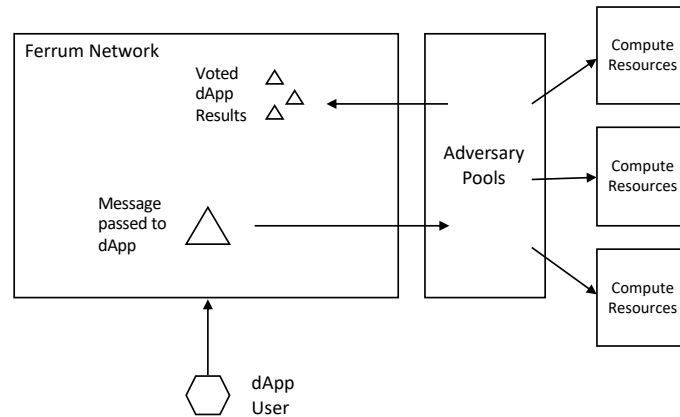 Ferrum Network
Voted
dApp
Results
Message
passed to
dApp
Adversary
Pools
Compute
Resources
Compute
Resources
Compute
Resources
dApp
User